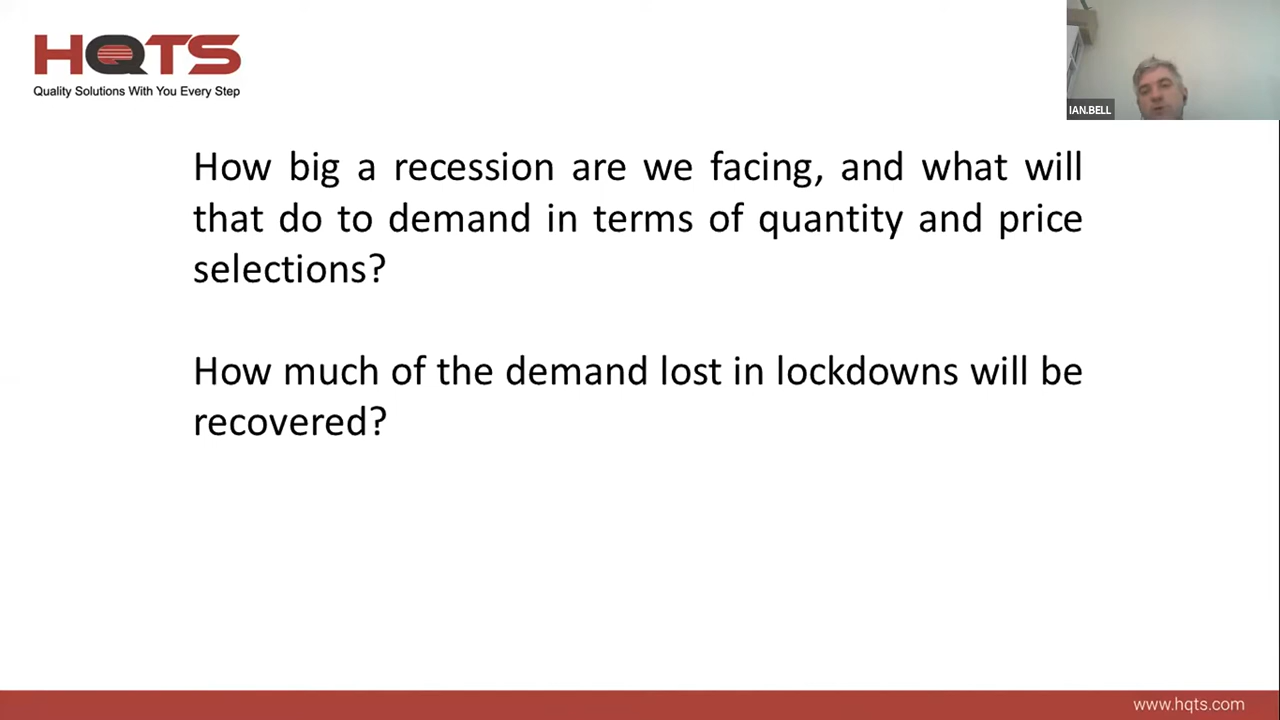 HQTS
Quality Solutions With You Every Step
IAN.BELL
How big a recession are we facing, and what will
that do to demand in terms of quantity and price
selections?
How much of the demand lost in lockdowns will be
recovered?
www.hqts.com